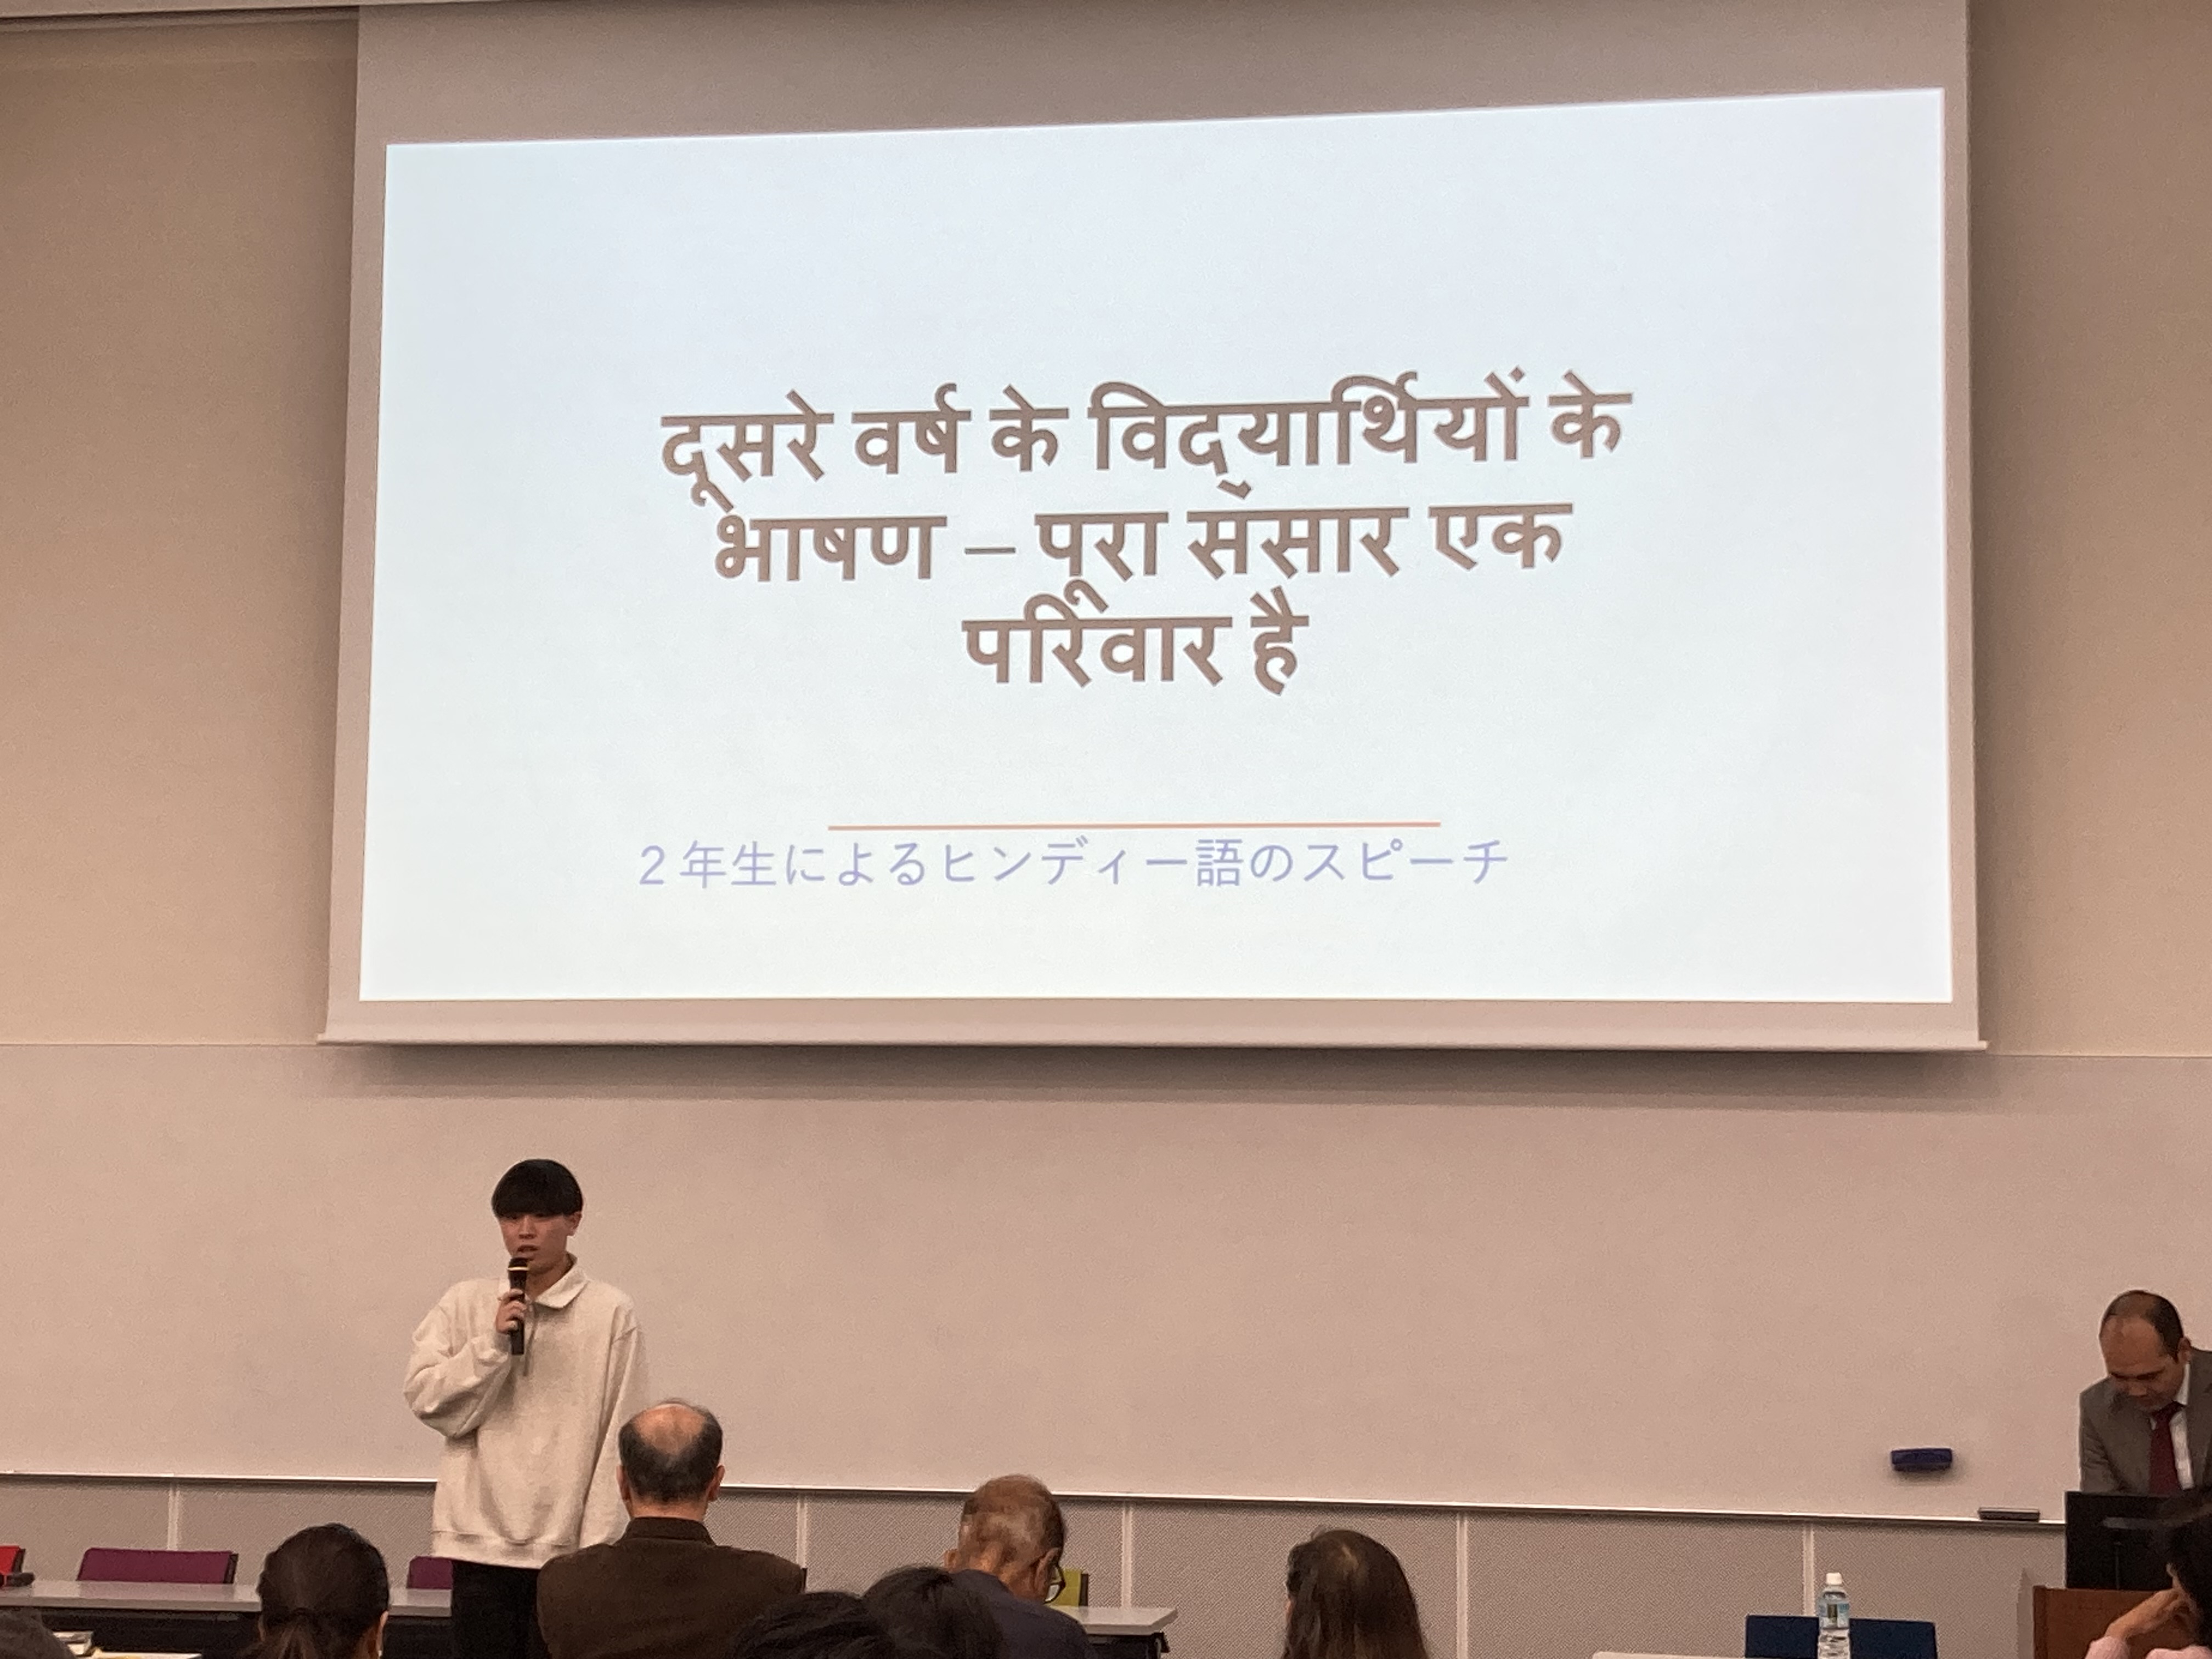 दूसरे वर्ष के विद्यार्थियों के
भाषण – पूरा संसार एक
परिवार है
２年生によるヒンディー語のスピーチ